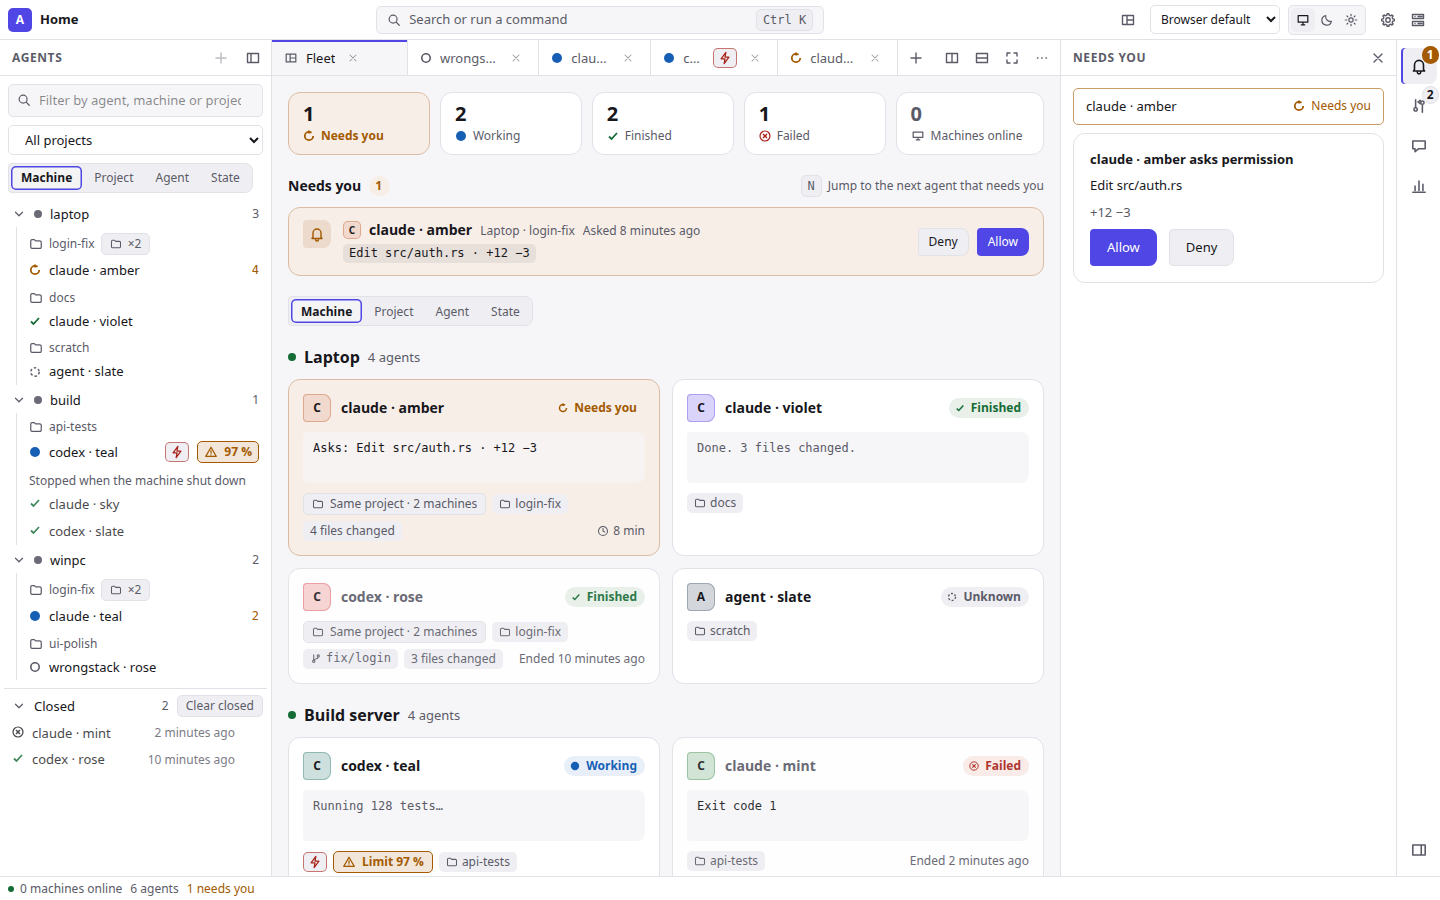 A Home
Search or run a command Ctrl K
Browser default
AGENTS
Filter by agent, machine or projec
All projects
Machine Project Agent State
laptop 3
login-fix ×2
claude · amber 4
docs
claude · violet
scratch
agent · slate
build 1
api-tests
codex · teal 97 %
Stopped when the machine shut down
claude · sky
codex · slate
winpc 2
login-fix ×2
claude · teal 2
ui-polish
wrongstack · rose
Closed 2 Clear closed
claude · mint 2 minutes ago
codex · rose 10 minutes ago
Fleet wrongs... clau... c... claud...
1 Needs you
2 Working
2 Finished
1 Failed
0 Machines online
Needs you 1 N Jump to the next agent that needs you
C claude · amber Laptop · login-fix Asked 8 minutes ago
Edit src/auth.rs · +12 −3
Deny Allow
Machine Project Agent State
Laptop 4 agents
C claude · amber Needs you
Asks: Edit src/auth.rs · +12 −3
Same project · 2 machines login-fix
4 files changed 8 min
C claude · violet Finished
Done. 3 files changed.
docs
C codex · rose Finished
Same project · 2 machines login-fix
fix/login 3 files changed Ended 10 minutes ago
A agent · slate Unknown
scratch
Build server 4 agents
C codex · teal Working
Running 128 tests…
Limit 97 % api-tests
C claude · mint Failed
Exit code 1
api-tests Ended 2 minutes ago
NEEDS YOU
claude · amber Needs you
claude · amber asks permission
Edit src/auth.rs
+12 −3
Allow Deny
1
2
0 machines online 6 agents 1 needs you